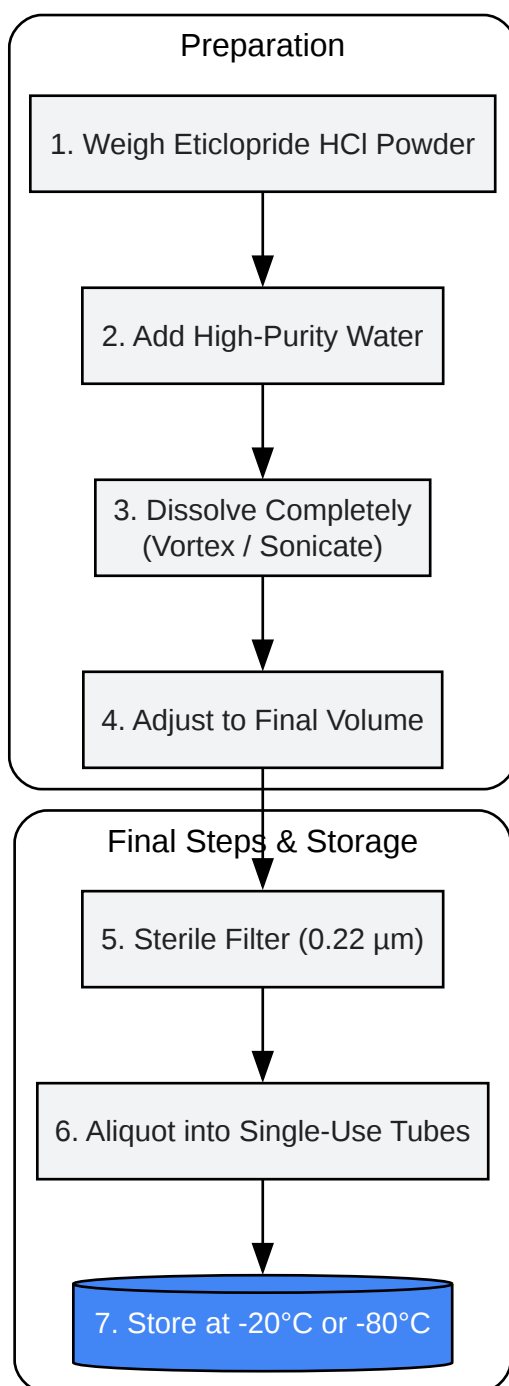 Preparation
1. Weigh Eticlopride HCl Powder
2. Add High-Purity Water
3. Dissolve Completely
(Vortex / Sonicate)
4. Adjust to Final Volume
Final Steps & Storage
5. Sterile Filter (0.22 µm)
6. Aliquot into Single-Use Tubes
7. Store at -20°C or -80°C